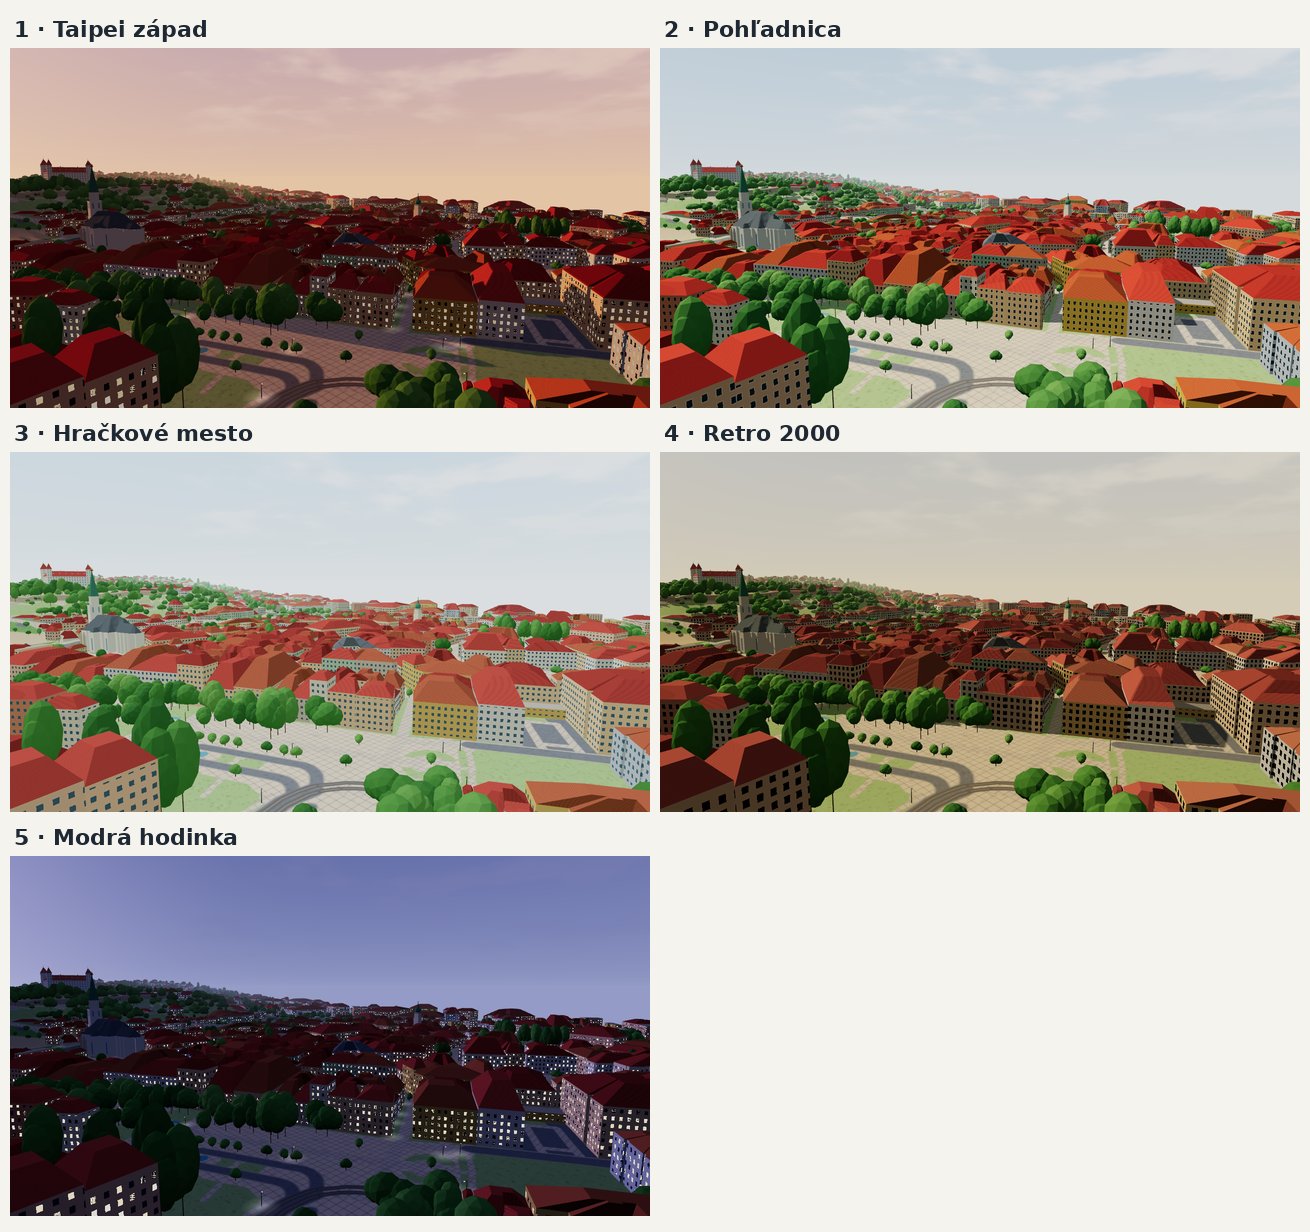 1 · Taipei západ
2 · Pohľadnica
3 · Hračkové mesto
4 · Retro 2000
5 · Modrá hodinka